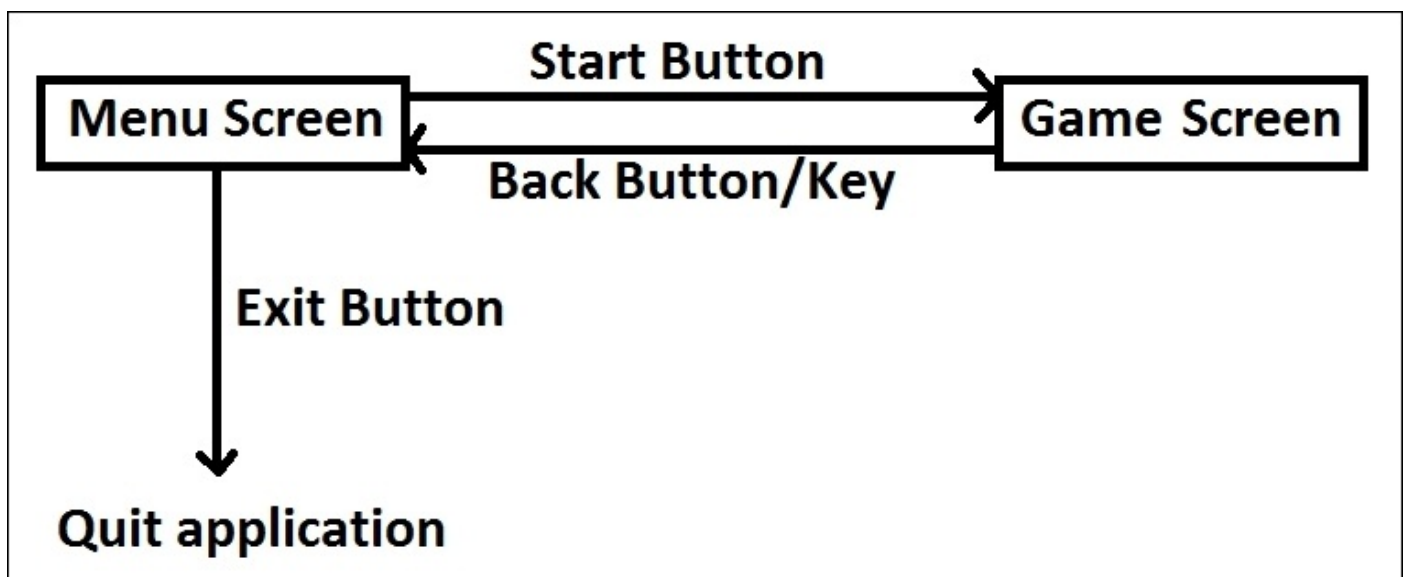 Start Button
Menu Screen
Game Screen
Back Button/Key
Exit Button
Quit application